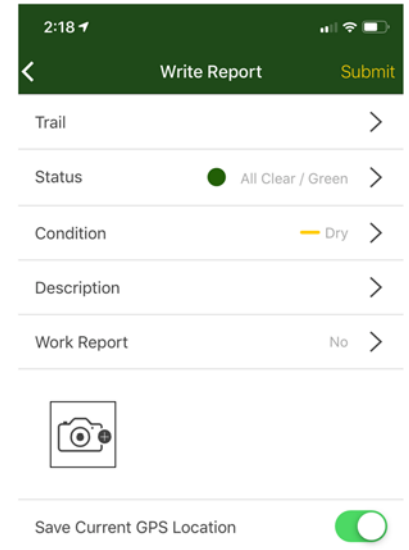 2:18
Write Report
Submit
Trail
Status All Clear / Green
Condition Dry
Description
Work Report No
Save Current GPS Location